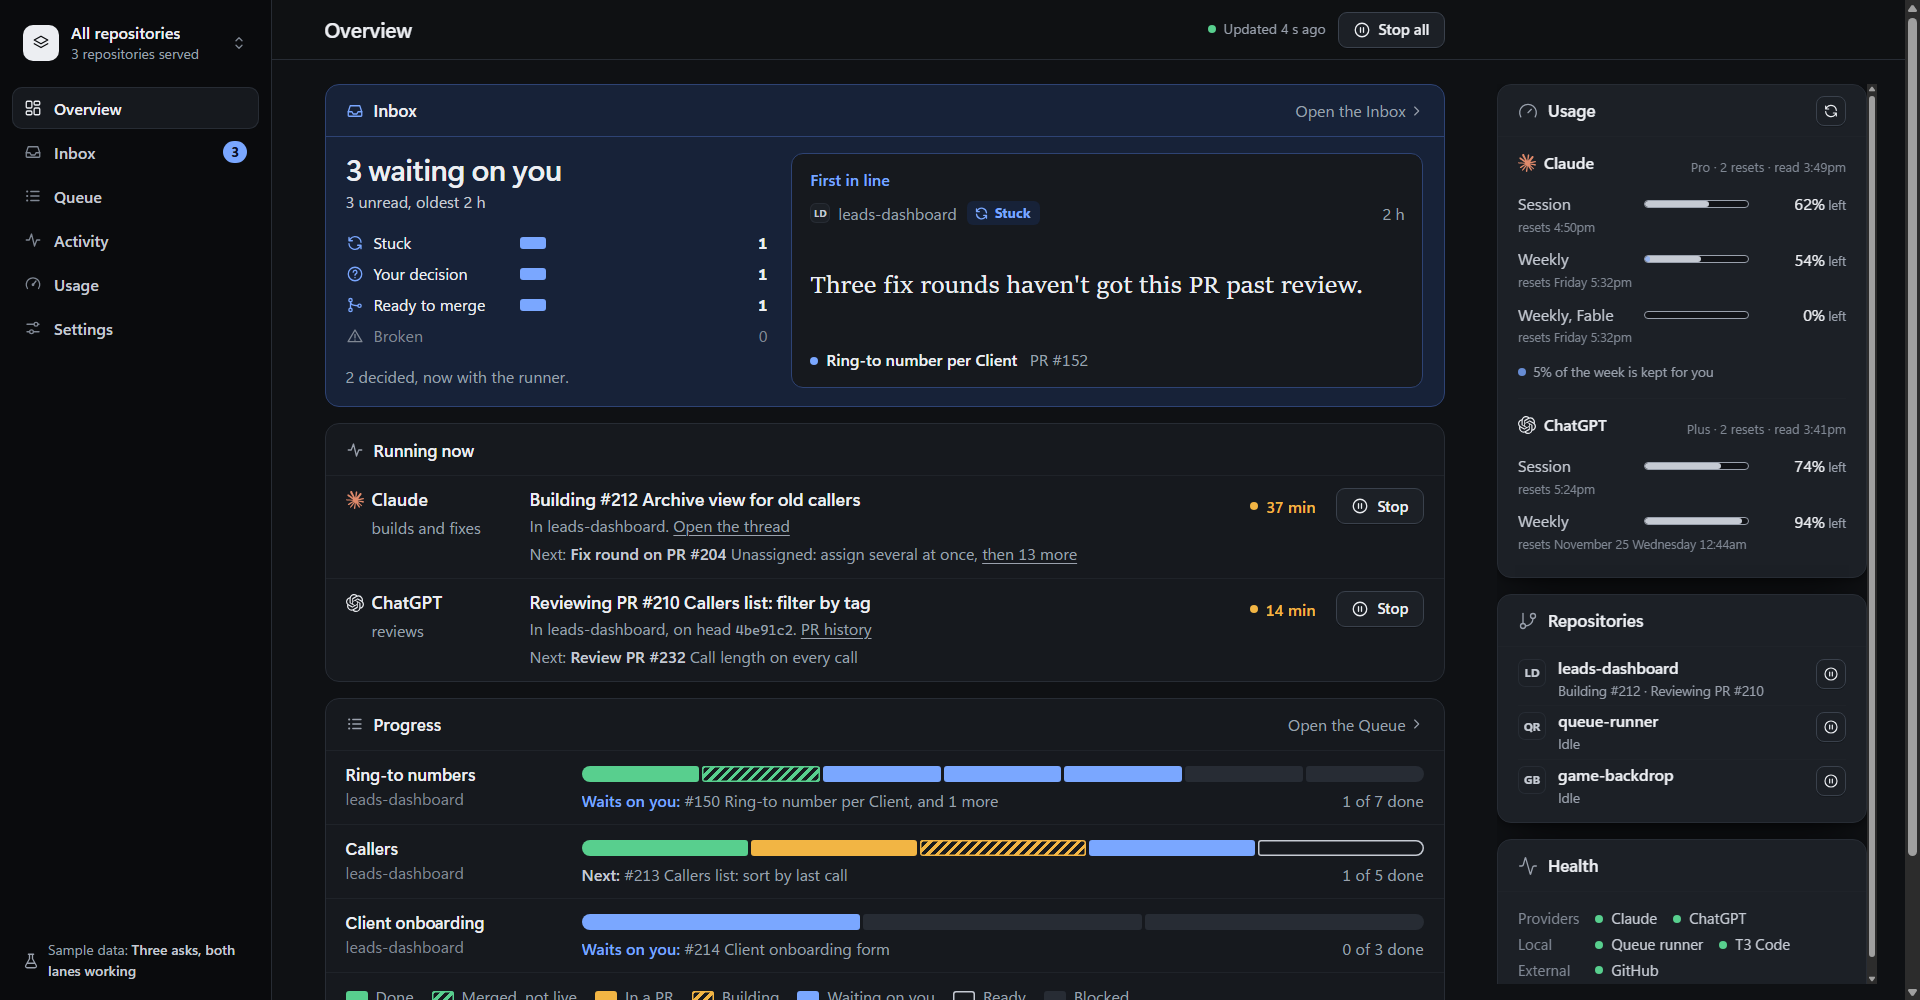 All repositories
3 repositories served
Overview
Inbox
3
Queue
Activity
Usage
Settings
Sample data: Three asks, both
lanes working
Overview
Updated 4 s ago
Stop all
Inbox
Open the Inbox
3 waiting on you
3 unread, oldest 2 h
Stuck
1
Your decision
1
Ready to merge
1
Broken
0
2 decided, now with the runner.
First in line
LD leads-dashboard Stuck 2 h
Three fix rounds haven't got this PR past review.
Ring-to number per Client PR #152
Running now
Claude
builds and fixes
Building #212 Archive view for old callers
In leads-dashboard. Open the thread
Next: Fix round on PR #204 Unassigned: assign several at once, then 13 more
37 min
Stop
ChatGPT
reviews
Reviewing PR #210 Callers list: filter by tag
In leads-dashboard, on head 4be91c2. PR history
Next: Review PR #232 Call length on every call
14 min
Stop
Progress
Open the Queue
Ring-to numbers
leads-dashboard
Waits on you: #150 Ring-to number per Client, and 1 more
1 of 7 done
Callers
leads-dashboard
Next: #213 Callers list: sort by last call
1 of 5 done
Client onboarding
leads-dashboard
Waits on you: #214 Client onboarding form
0 of 3 done
Done Merged, not live In a PR Building Waiting on you Ready Blocked
Usage
Claude
Pro · 2 resets · read 3:49pm
Session
62% left
resets 4:50pm
Weekly
54% left
resets Friday 5:32pm
Weekly, Fable
0% left
resets Friday 5:32pm
5% of the week is kept for you
ChatGPT
Plus · 2 resets · read 3:41pm
Session
74% left
resets 5:24pm
Weekly
94% left
resets November 25 Wednesday 12:44am
Repositories
LD
leads-dashboard
Building #212 · Reviewing PR #210
QR
queue-runner
Idle
GB
game-backdrop
Idle
Health
Providers Claude ChatGPT
Local Queue runner T3 Code
External GitHub